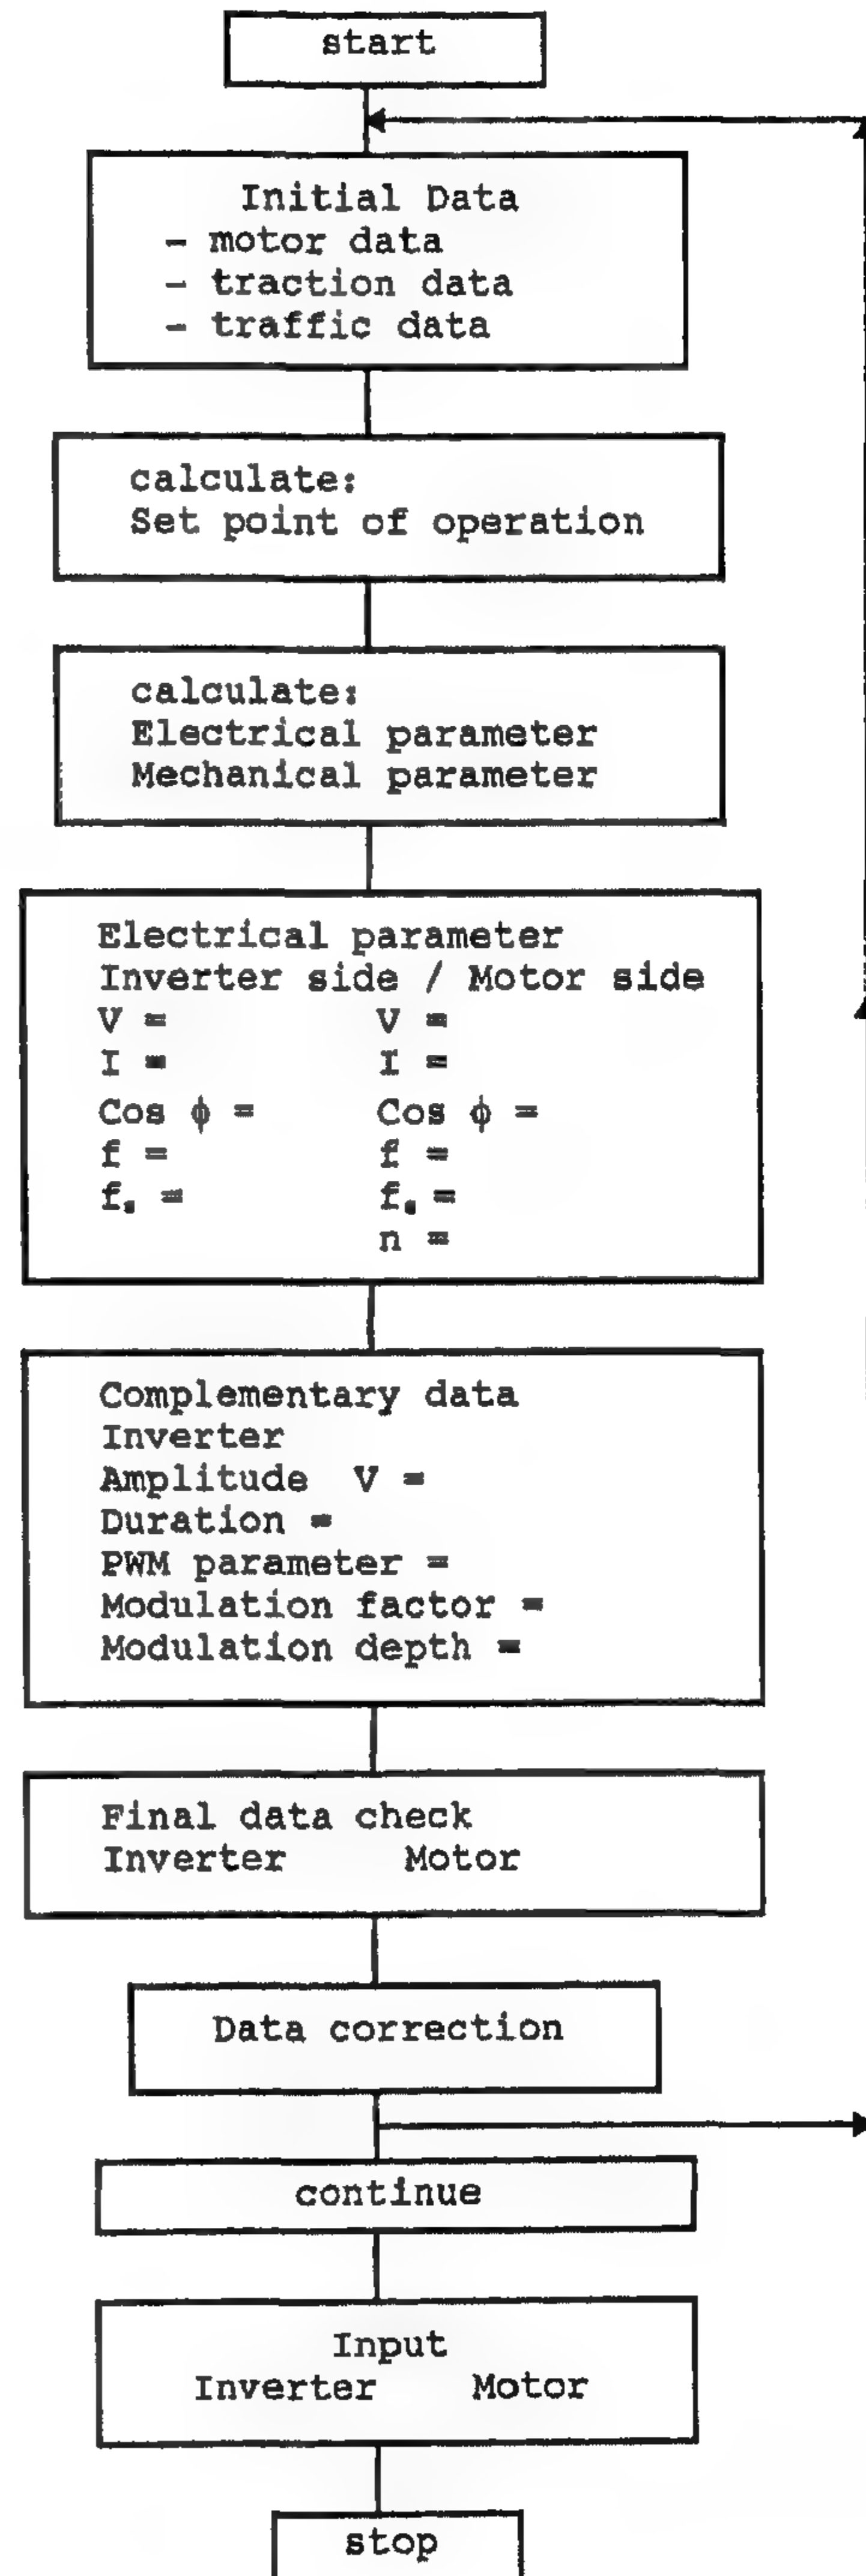 start
Initial Data
- motor data
- traction data
- traffic data
calculate:
Set point of operation
calculate:
Electrical parameter
Mechanical parameter
Electrical parameter
Inverter side / Motor side
V = V =
I = I =
Cos ϕ = Cos ϕ =
f = f =
fₛ = fₛ =
n =
Complementary data
Inverter
Amplitude V =
Duration =
PWM parameter =
Modulation factor =
Modulation depth =
Final data check
Inverter Motor
Data correction
continue
Input
Inverter Motor
stop